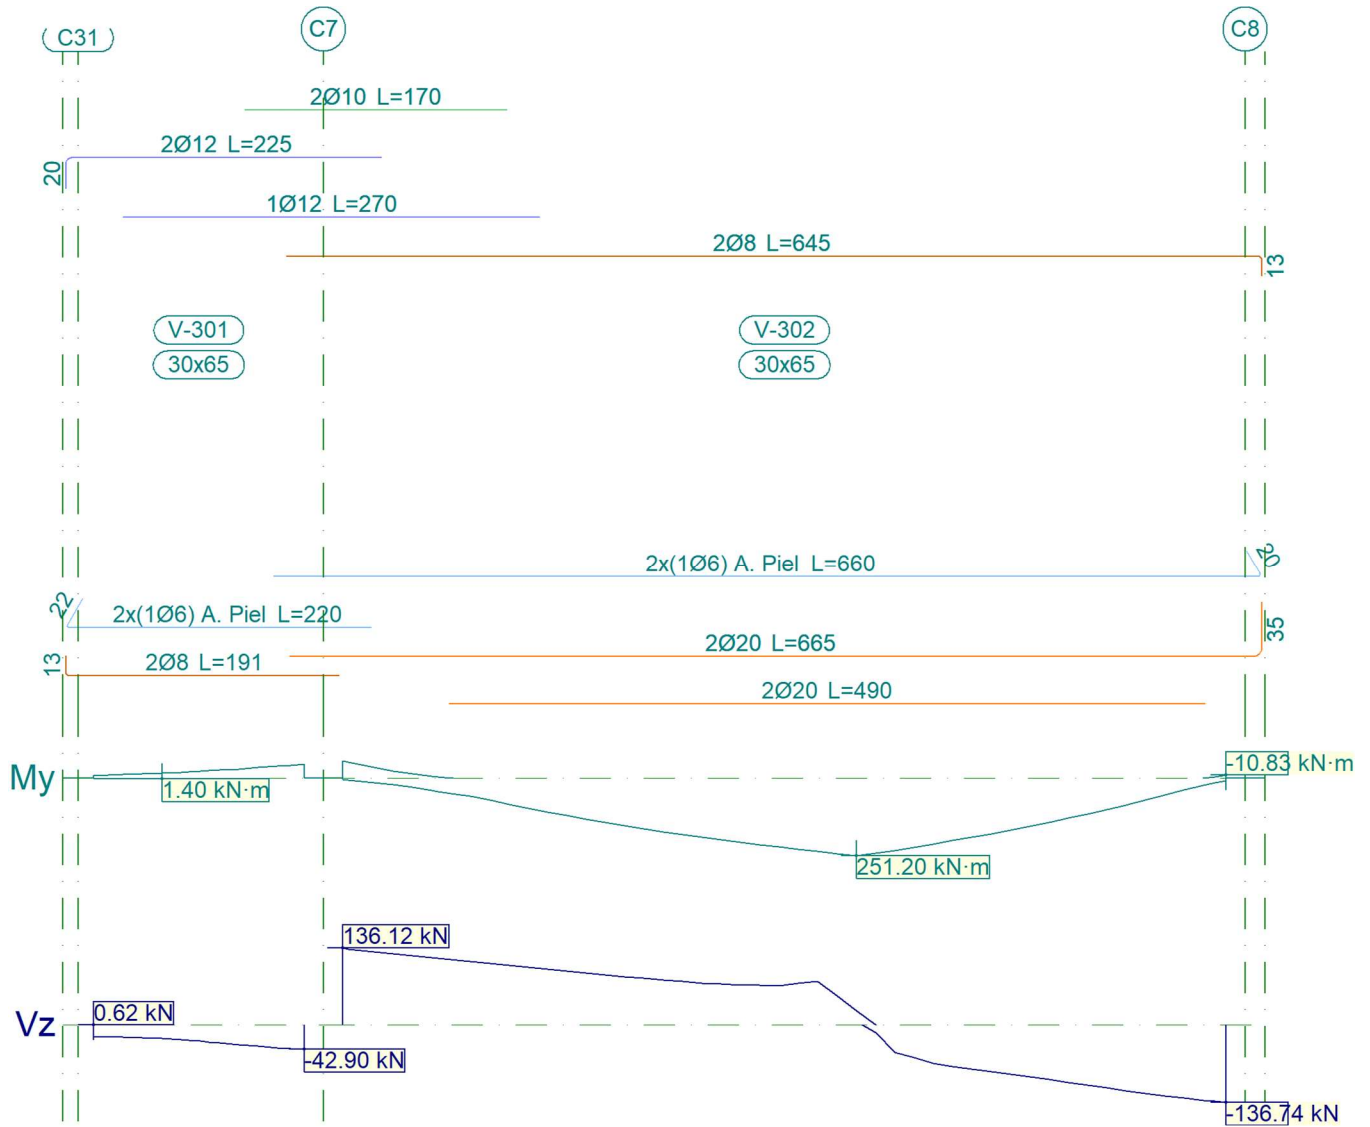 C31
C7
C8
2Ø10 L=170
2Ø12 L=225
20
1Ø12 L=270
2Ø8 L=645
13
V-301
30x65
V-302
30x65
2x(1Ø6) A. Piel L=660
20
22
2x(1Ø6) A. Piel L=220
2Ø20 L=665
35
13
2Ø8 L=191
2Ø20 L=490
My
1.40 kN·m
-10.83 kN·m
251.20 kN·m
136.12 kN
Vz
0.62 kN
-42.90 kN
-136.74 kN